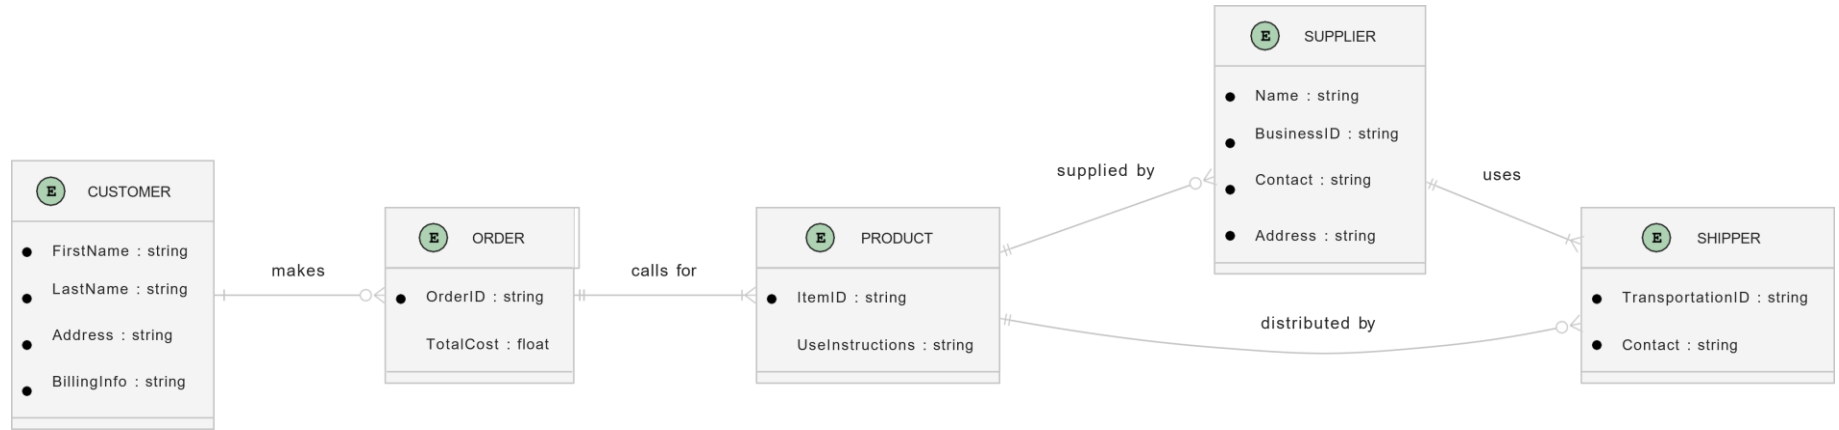 E CUSTOMER
FirstName : string
LastName : string
Address : string
BillingInfo : string
makes
E ORDER
OrderID : string
TotalCost : float
calls for
E PRODUCT
ItemID : string
UseInstructions : string
supplied by
distributed by
E SUPPLIER
Name : string
BusinessID : string
Contact : string
Address : string
uses
E SHIPPER
TransportationID : string
Contact : string